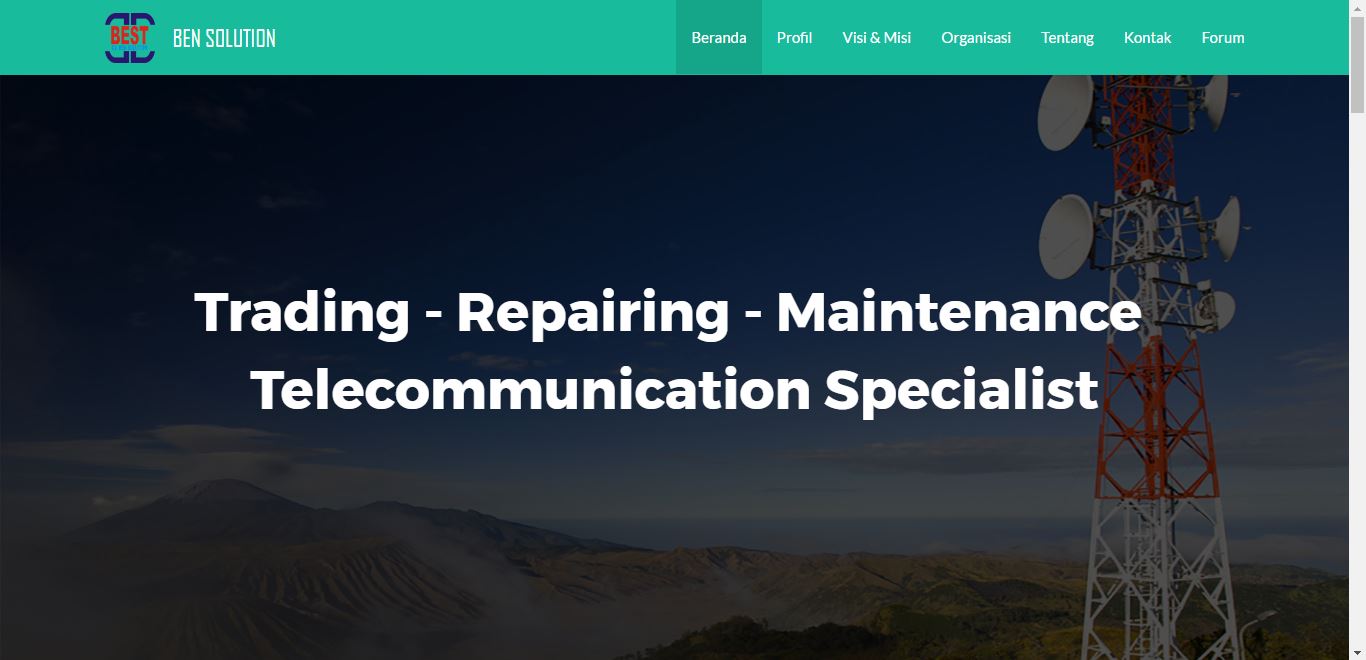 BEST
BEN SOLUTION
Beranda
Profil
Visi & Misi
Organisasi
Tentang
Kontak
Forum
Trading - Repairing - Maintenance
Telecommunication Specialist